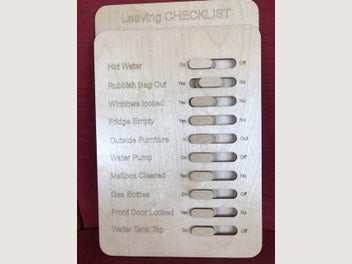 Leaving CHECKLIST
Hot Water On Off
Rubbish Bag Out Yes No
Windows locked Yes No
Fridge Empty Yes No
Outside Furniture In Out
Water Pump On Off
Mailbox Cleared Yes No
Gas Bottles On Off
Front Door Locked Yes No
Water Tank Tap On Off